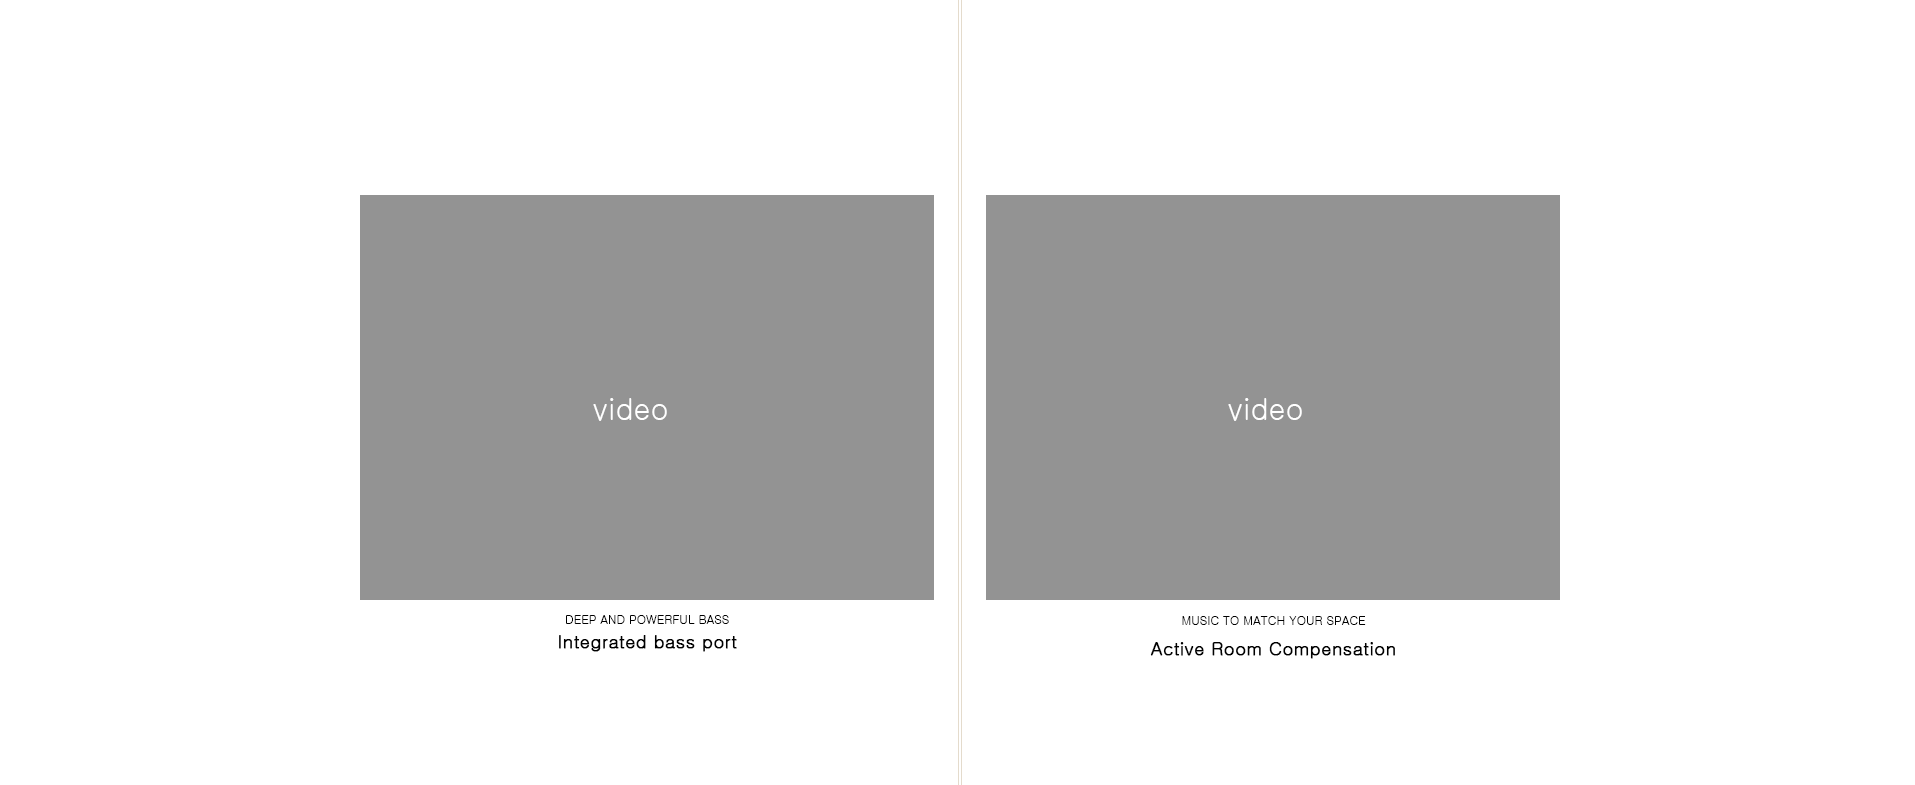 video
DEEP AND POWERFUL BASS
Integrated bass port
video
MUSIC TO MATCH YOUR SPACE
Active Room Compensation